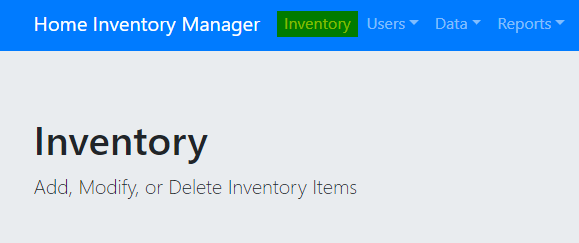 Home Inventory Manager Inventory Users Data Reports
Inventory
Add, Modify, or Delete Inventory Items